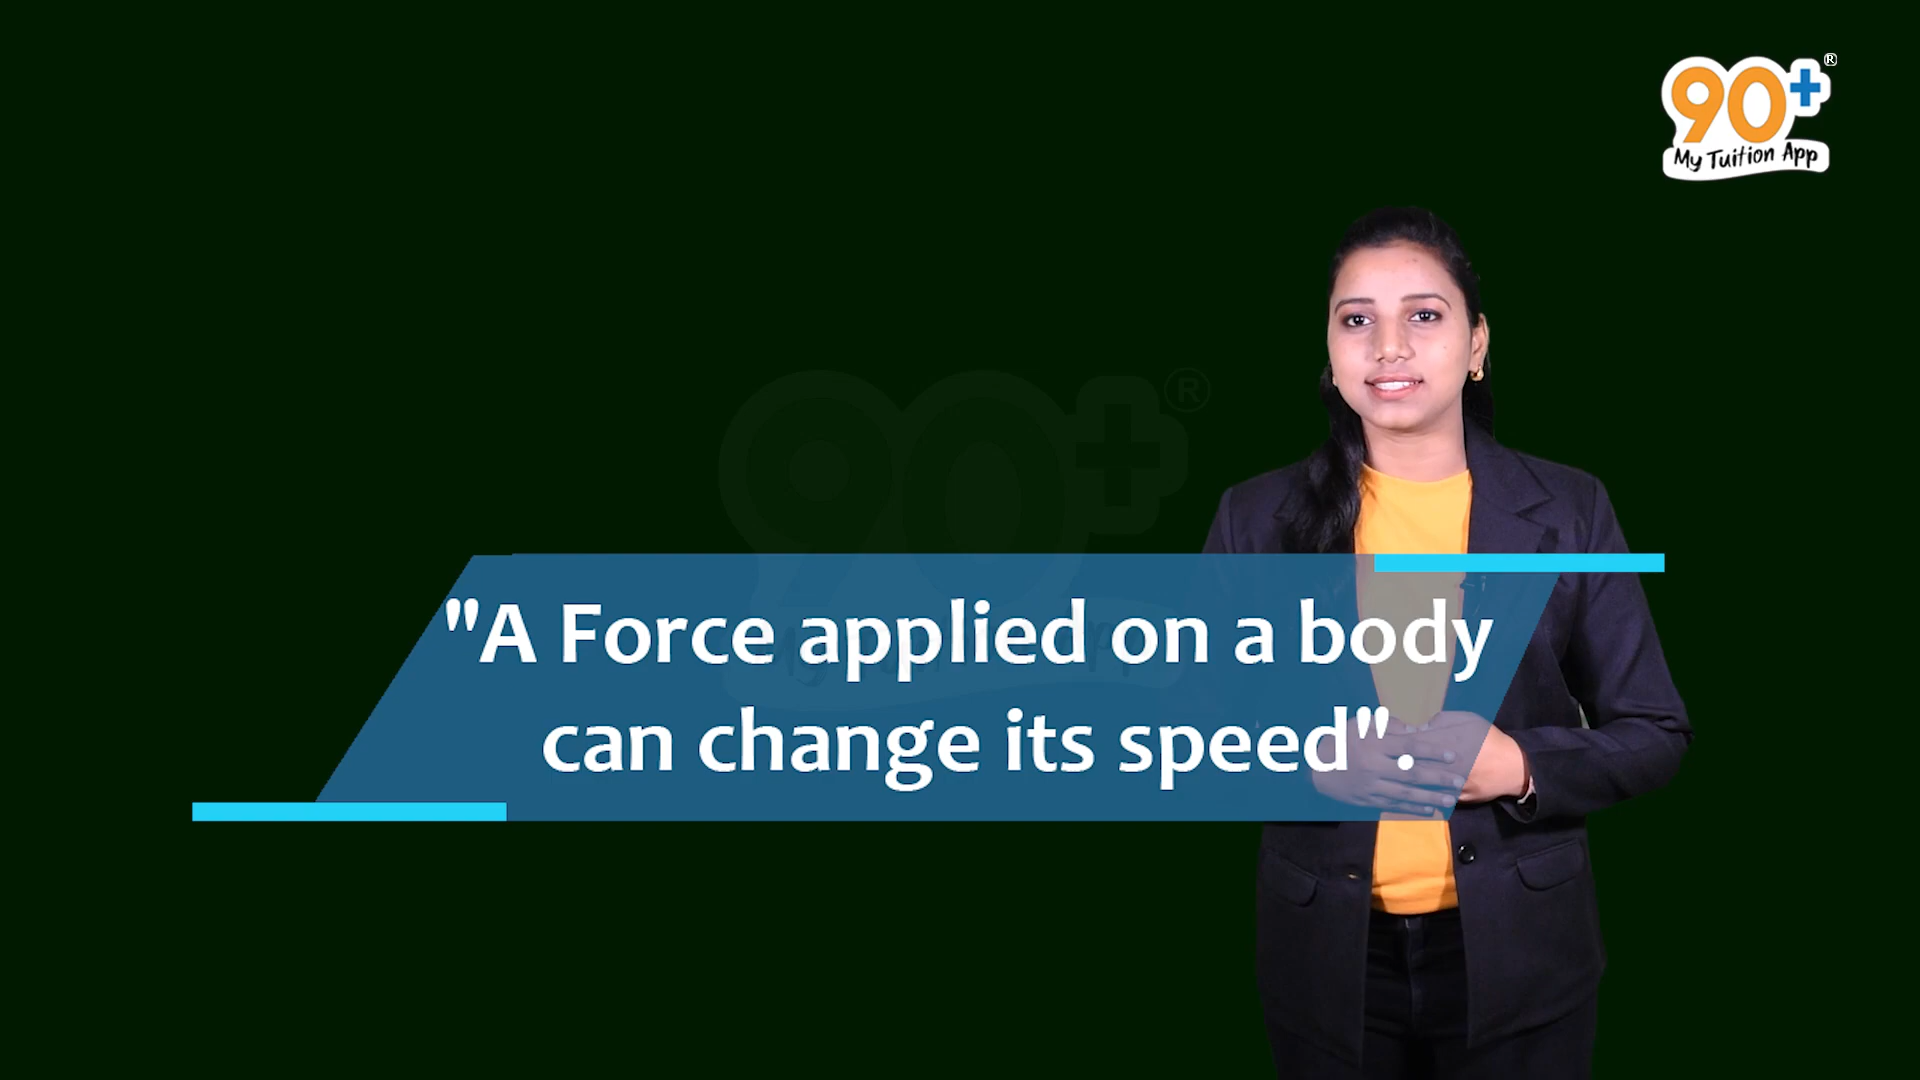 90+®
My Tuition App
"A Force applied on a body
can change its speed".